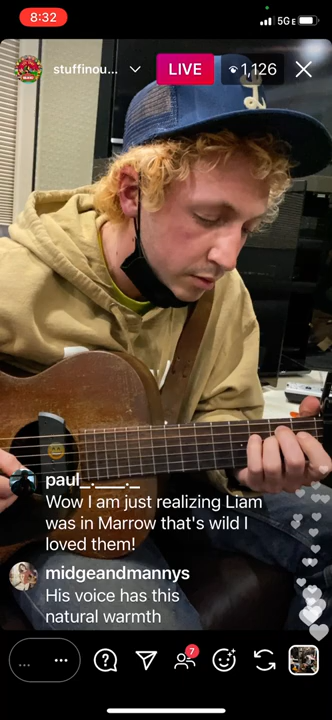 8:32
5GE
stuffinou...
LIVE
1,126
paul_.___._
Wow I am just realizing Liam
was in Marrow that's wild I
loved them!
midgeandmannys
His voice has this
natural warmth
7